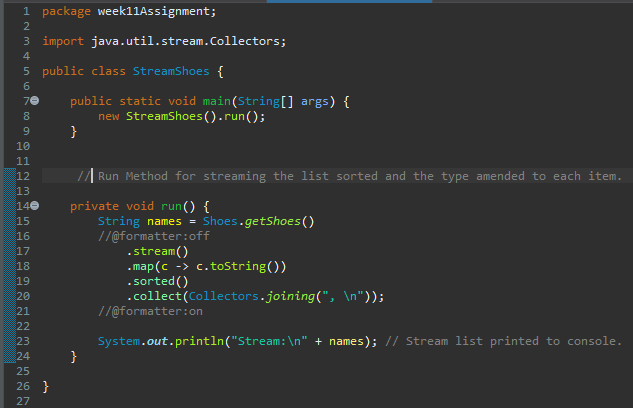 1 package week11Assignment;
2
3 import java.util.stream.Collectors;
4
5 public class StreamShoes {
6
7 public static void main(String[] args) {
8 new StreamShoes().run();
9 }
10
11
12 // Run Method for streaming the list sorted and the type amended to each item.
13
14 private void run() {
15 String names = Shoes.getShoes()
16 //@formatter:off
17 .stream()
18 .map(c -> c.toString())
19 .sorted()
20 .collect(Collectors.joining(", \n"));
21 //@formatter:on
22
23 System.out.println("Stream:\n" + names); // Stream list printed to console.
24 }
25
26 }
27